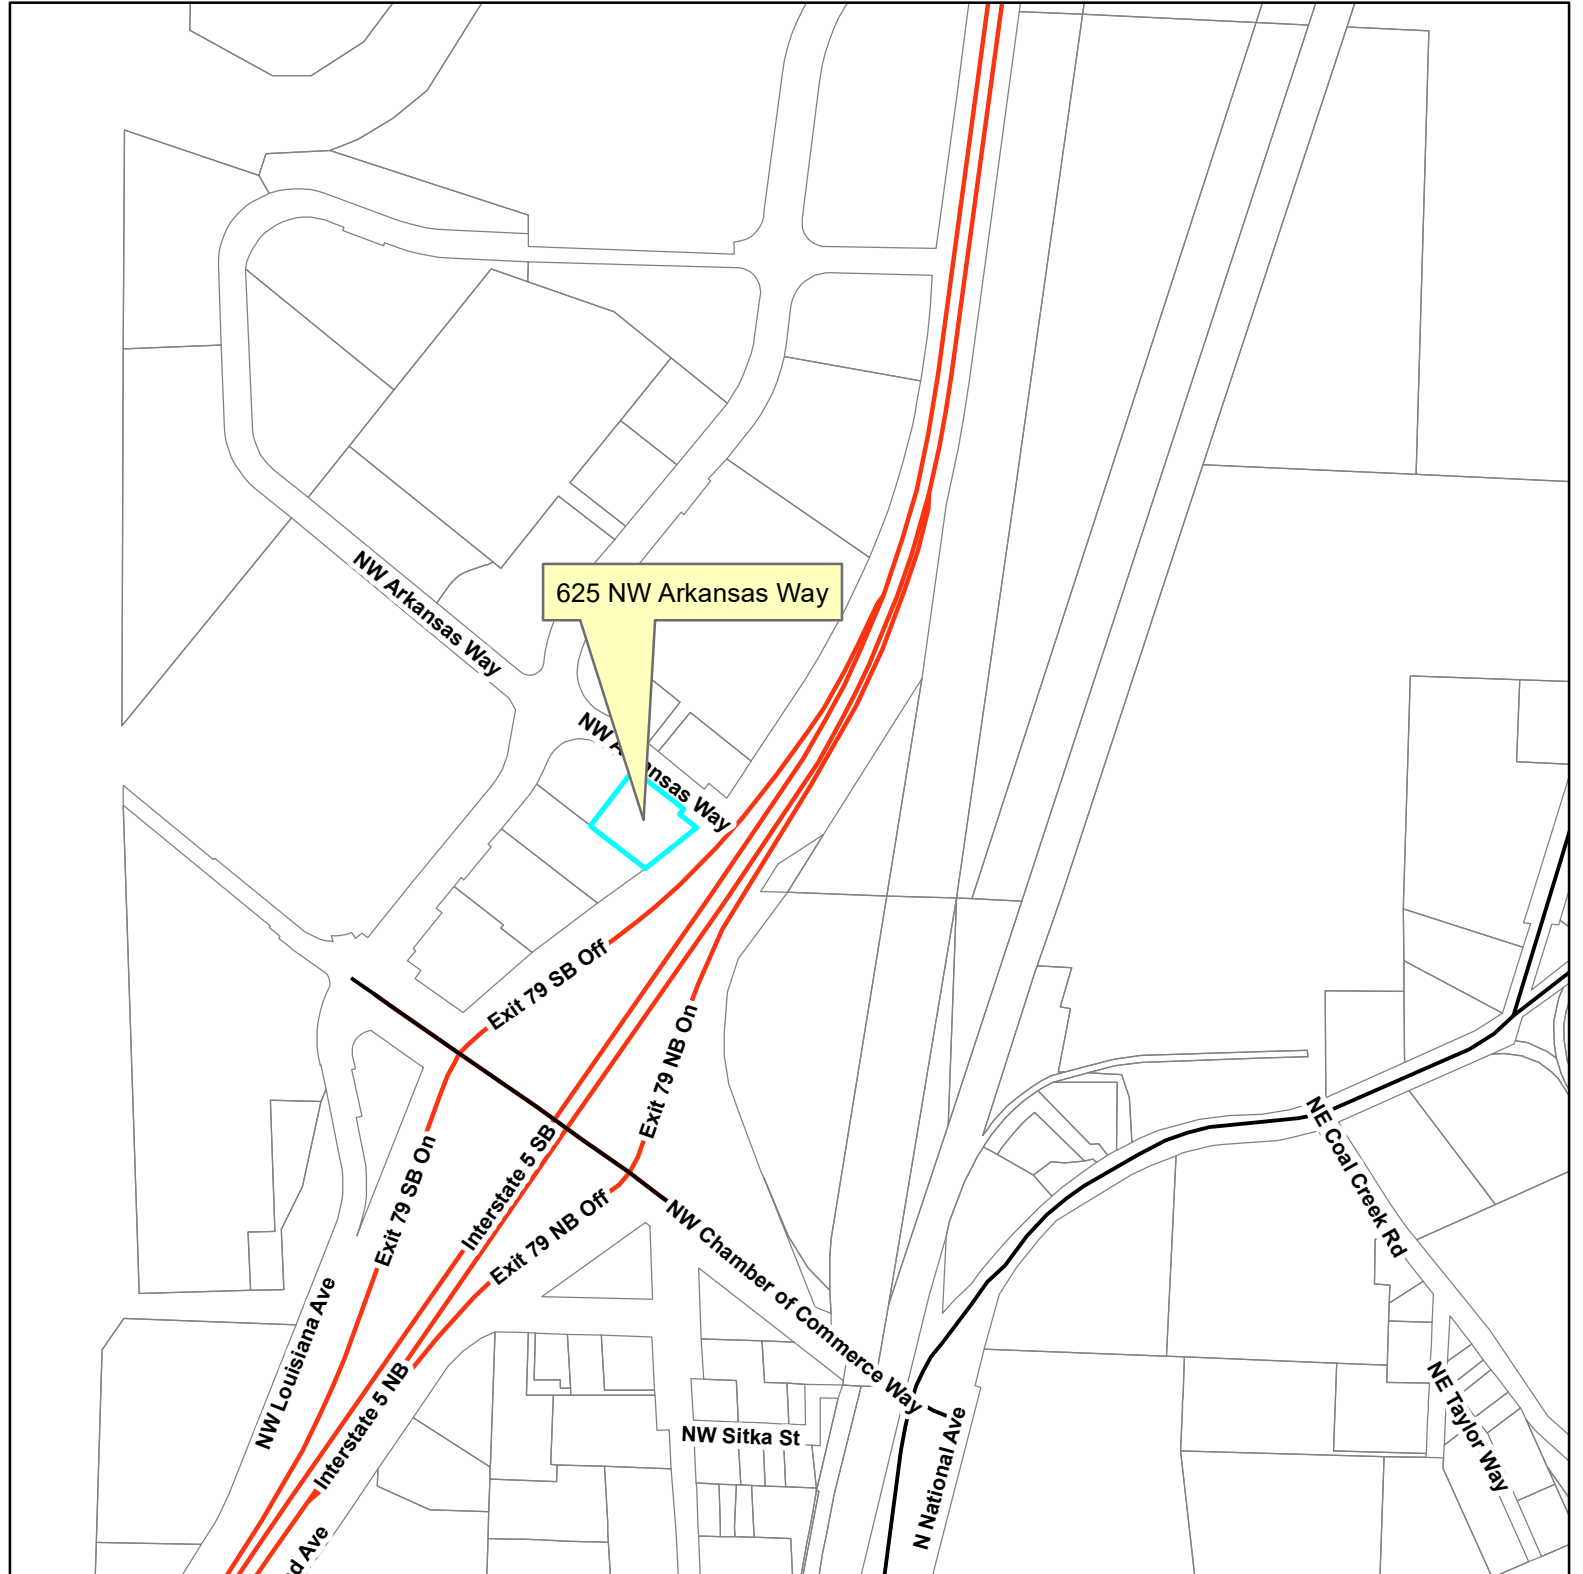 NW Arkansas Way
625 NW Arkansas Way
NW A
nsas Way
Exit 79 SB Off
Exit 79 NB On
Exit 79 SB On
Interstate 5 SB
Exit 79 NB Off
NW Chamber of Commerce Way
NE Coal Creek Rd
NW Louisiana Ave
Interstate 5 NB
NE Taylor Way
NW Sitka St
N National Ave
d Ave